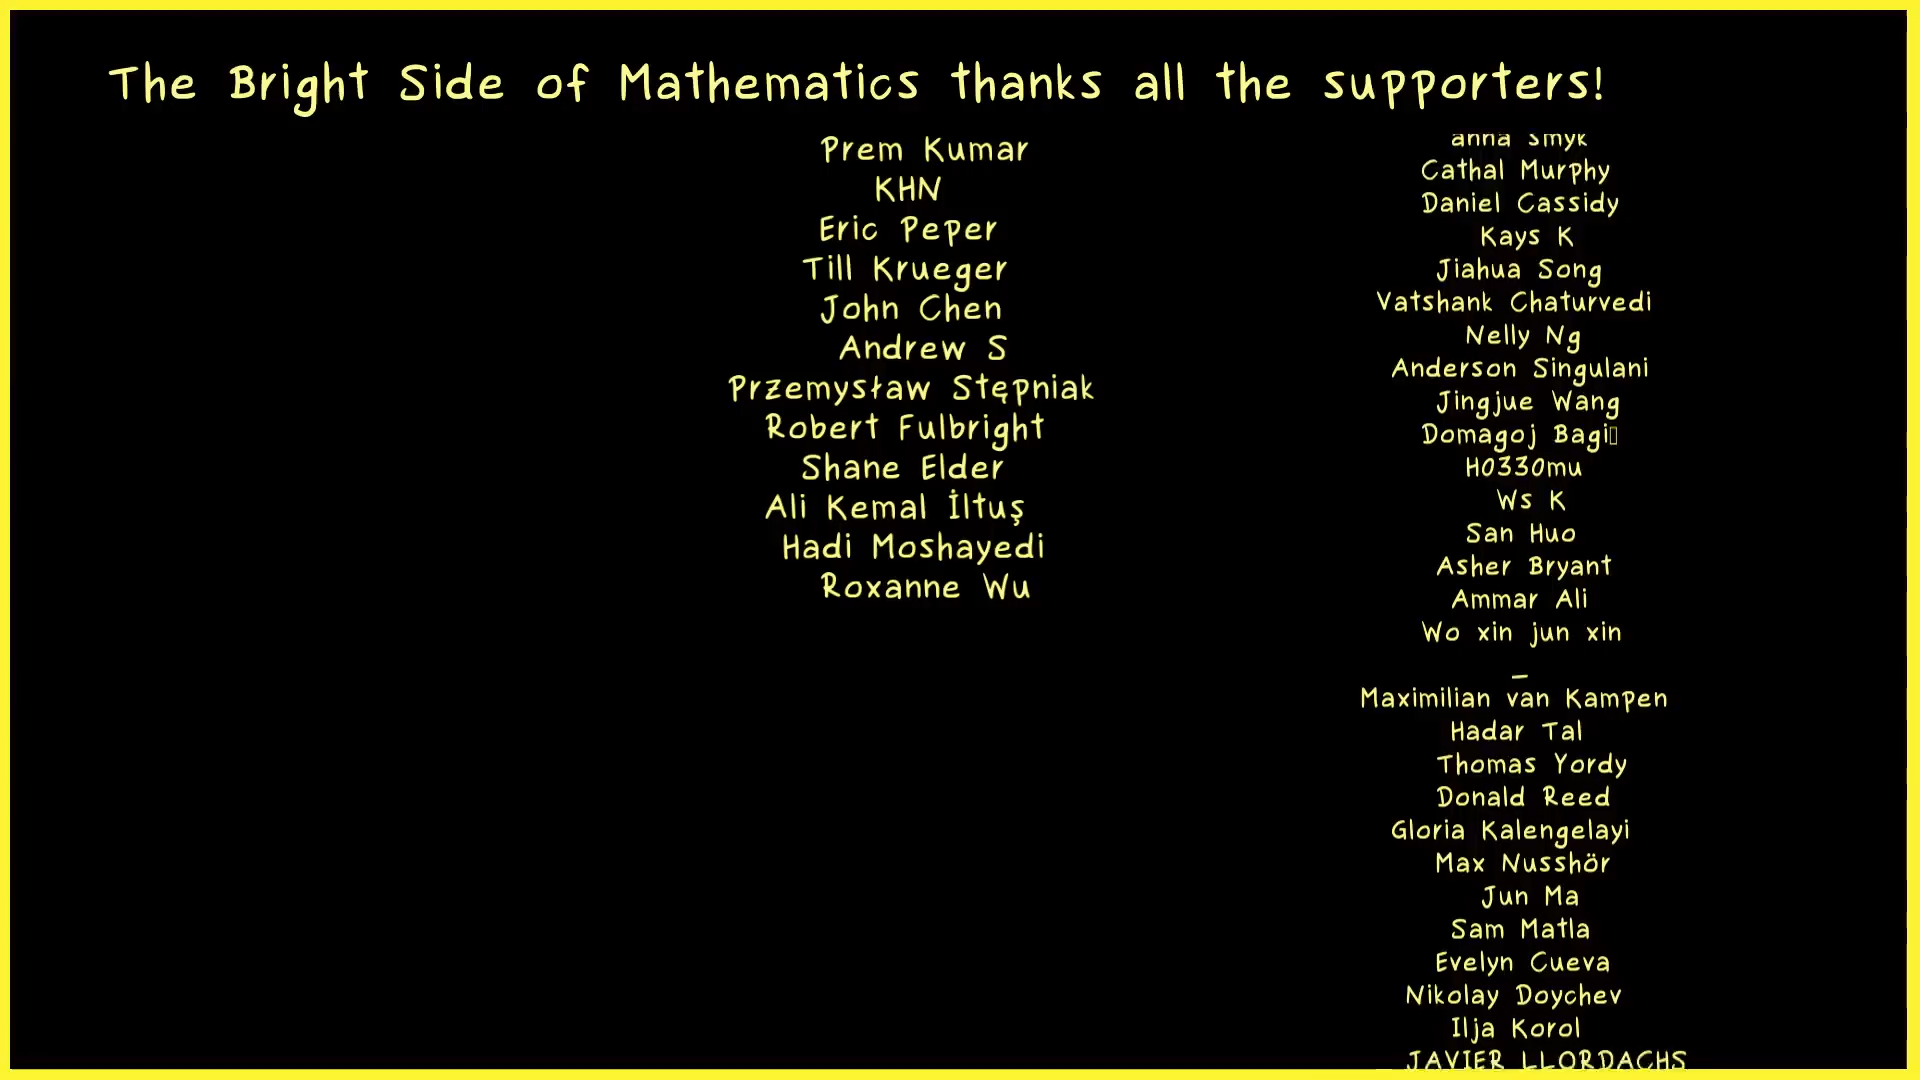 The Bright Side of Mathematics thanks all the supporters!
Prem Kumar
KHN
Eric Peper
Till Krueger
John Chen
Andrew S
Przemysław Stępniak
Robert Fulbright
Shane Elder
Ali Kemal İltuş
Hadi Moshayedi
Roxanne Wu
anna smyk
Cathal Murphy
Daniel Cassidy
Kays K
Jiahua Song
Vatshank Chaturvedi
Nelly Ng
Anderson Singulani
Jingjue Wang
Domagoj Bagi▯
H0330mu
Ws K
San Huo
Asher Bryant
Ammar Ali
Wo xin jun xin
_
Maximilian van Kampen
Hadar Tal
Thomas Yordy
Donald Reed
Gloria Kalengelayi
Max Nusshör
Jun Ma
Sam Matla
Evelyn Cueva
Nikolay Doychev
Ilja Korol
JAVIER LLORDACHS